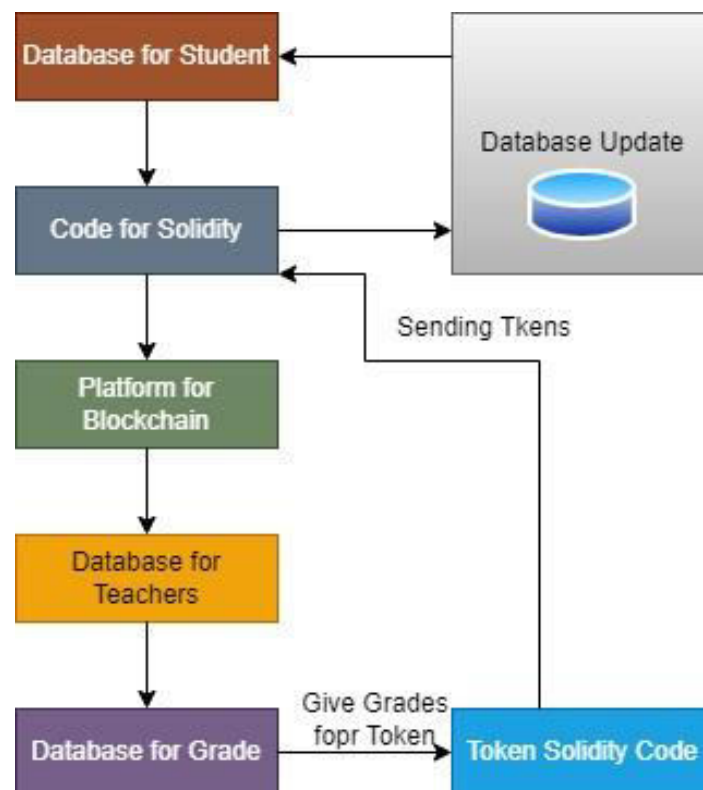 Database for Student
Database Update
Code for Solidity
Sending Tkens
Platform for
Blockchain
Database for
Teachers
Give Grades
fopr Token
Database for Grade
Token Solidity Code